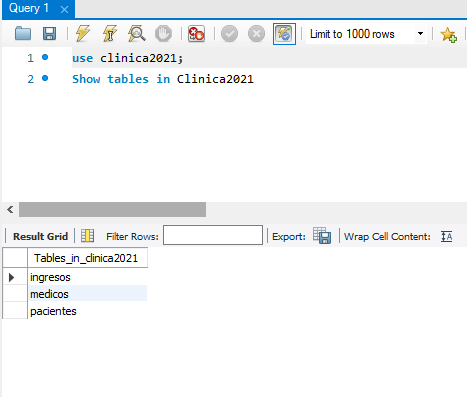 Query 1
Limit to 1000 rows
1 use clinica2021;
2 Show tables in Clinica2021
Result Grid Filter Rows: Export: Wrap Cell Content: IA
Tables_in_clinica2021
ingresos
medicos
pacientes